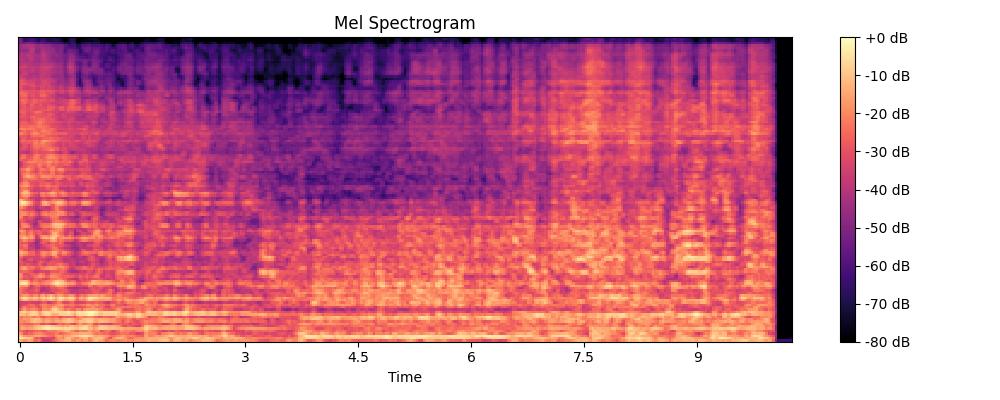 Mel Spectrogram
+0 dB
-10 dB
-20 dB
-30 dB
-40 dB
-50 dB
-60 dB
-70 dB
-80 dB
0 1.5 3 4.5 6 7.5 9
Time